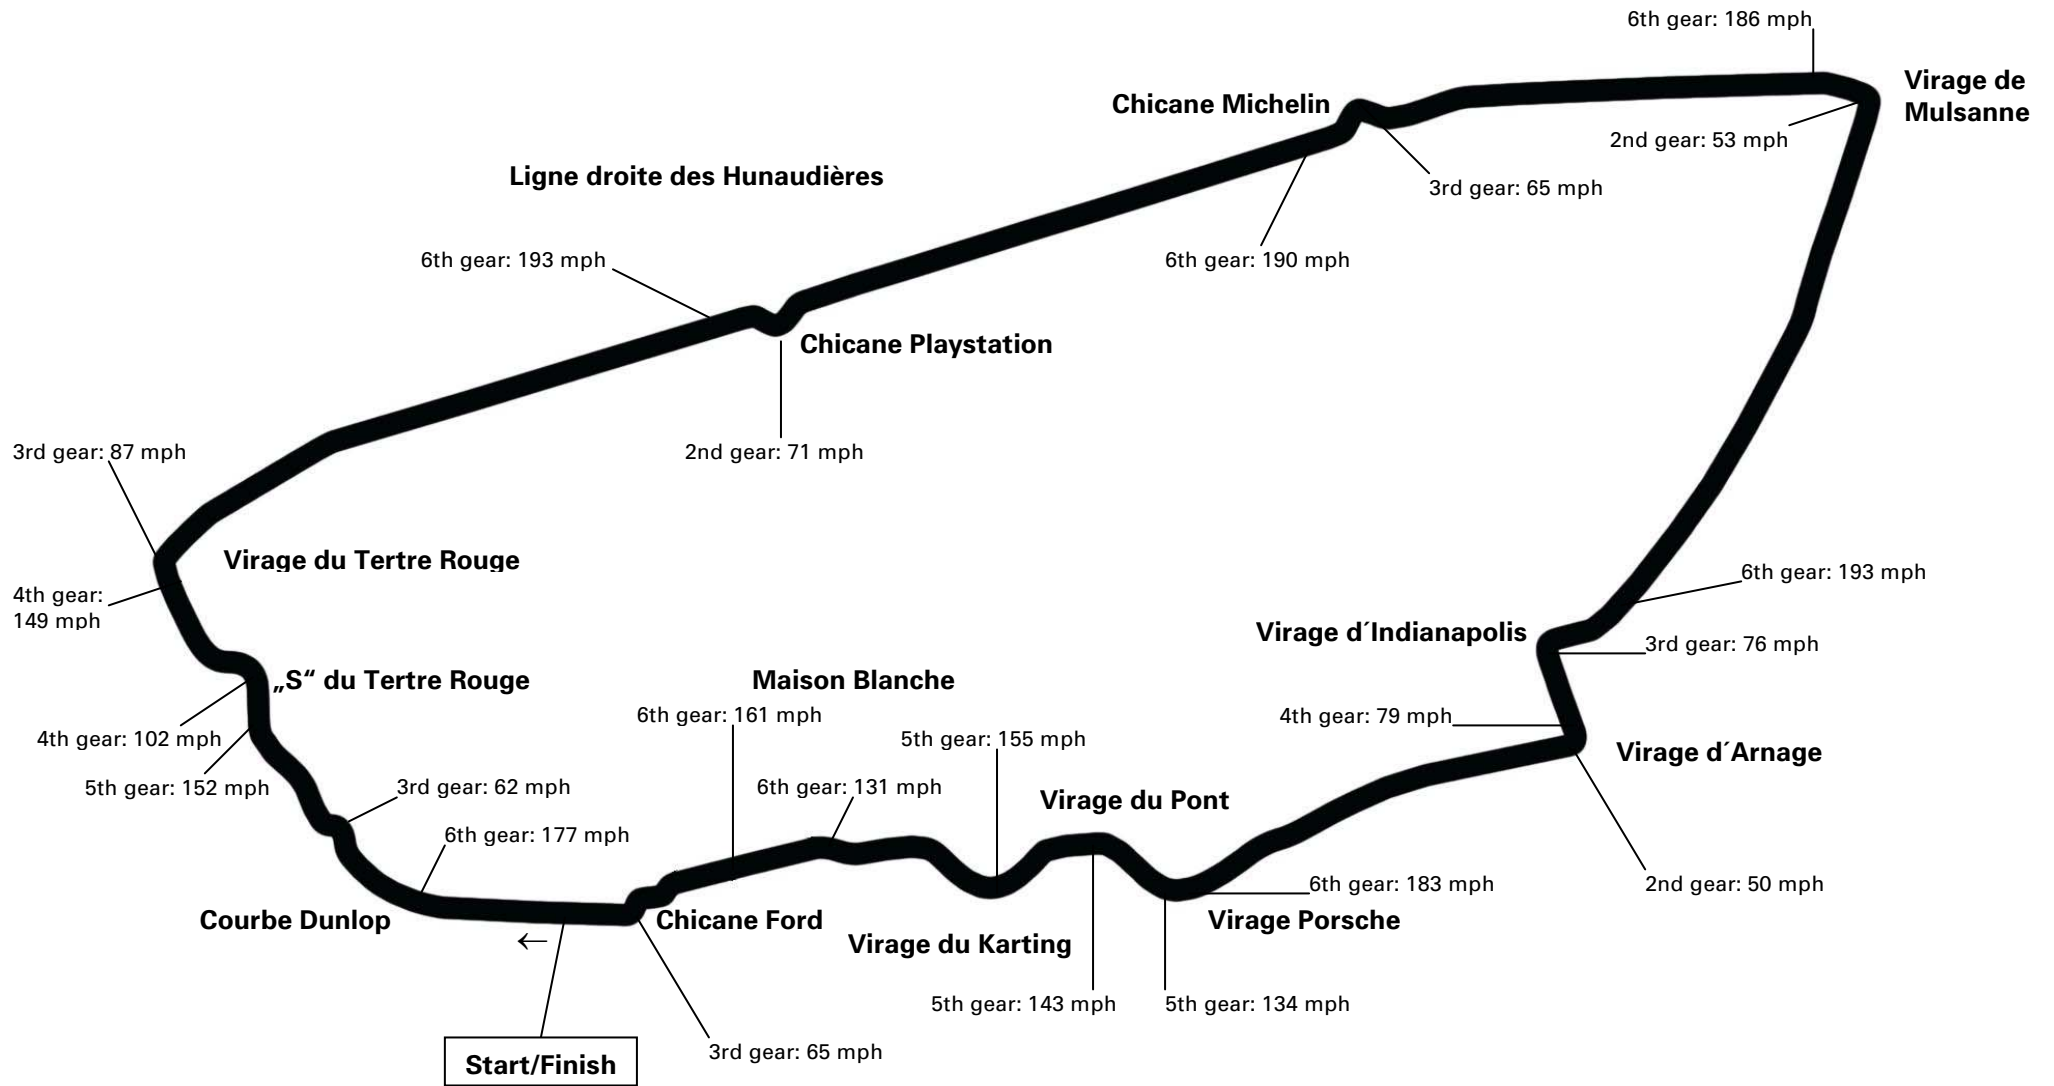 6th gear: 186 mph
Virage de
Mulsanne
Chicane Michelin
2nd gear: 53 mph
Ligne droite des Hunaudières
3rd gear: 65 mph
6th gear: 193 mph
6th gear: 190 mph
Chicane Playstation
3rd gear: 87 mph
2nd gear: 71 mph
Virage du Tertre Rouge
4th gear:
149 mph
6th gear: 193 mph
Virage d´Indianapolis
3rd gear: 76 mph
„S“ du Tertre Rouge
Maison Blanche
6th gear: 161 mph
4th gear: 79 mph
4th gear: 102 mph
5th gear: 155 mph
Virage d´Arnage
5th gear: 152 mph
3rd gear: 62 mph
6th gear: 131 mph
Virage du Pont
6th gear: 177 mph
6th gear: 183 mph
2nd gear: 50 mph
Courbe Dunlop
Chicane Ford
Virage Porsche
←
Virage du Karting
5th gear: 143 mph
5th gear: 134 mph
3rd gear: 65 mph
Start/Finish